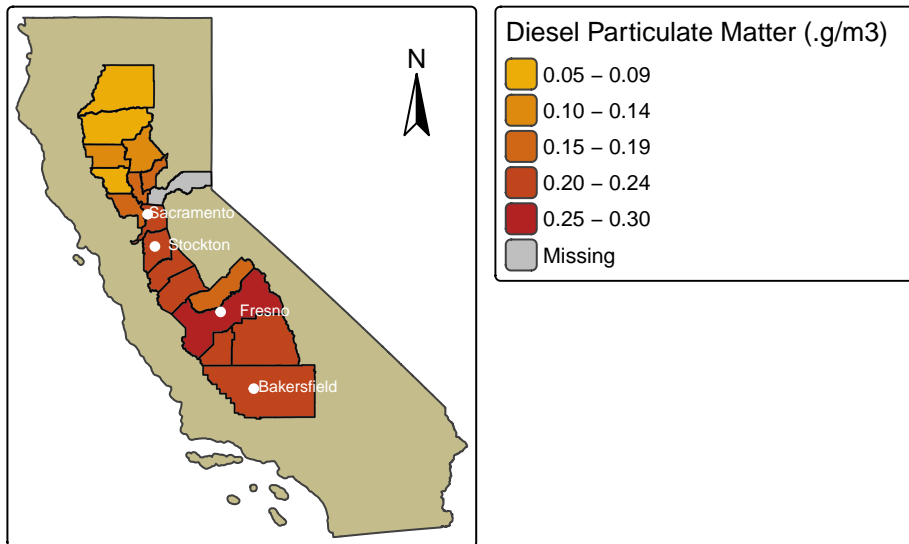 N
Sacramento
Stockton
Fresno
Bakersfield
Diesel Particulate Matter (.g/m3)
0.05 − 0.09
0.10 − 0.14
0.15 − 0.19
0.20 − 0.24
0.25 − 0.30
Missing